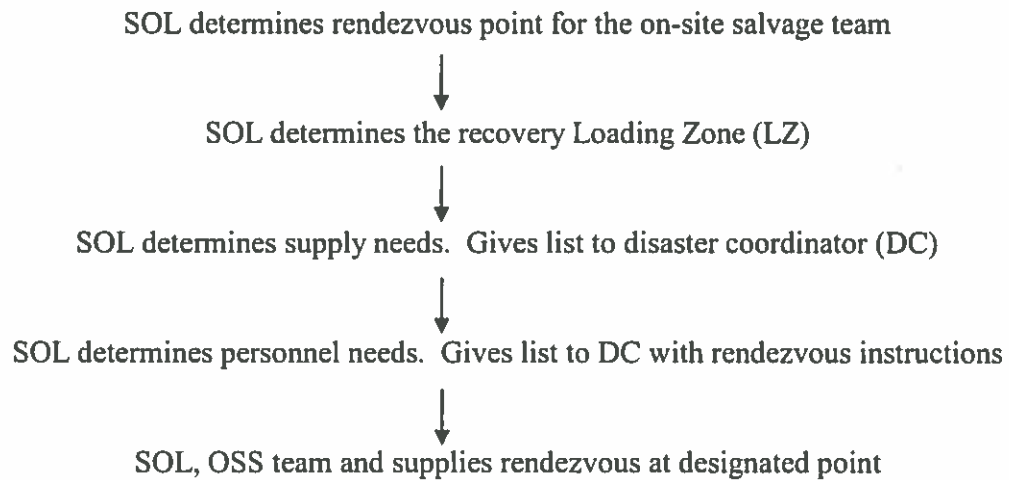 SOL determines rendezvous point for the on-site salvage team
SOL determines the recovery Loading Zone (LZ)
SOL determines supply needs.  Gives list to disaster coordinator (DC)
SOL determines personnel needs.  Gives list to DC with rendezvous instructions
SOL, OSS team and supplies rendezvous at designated point